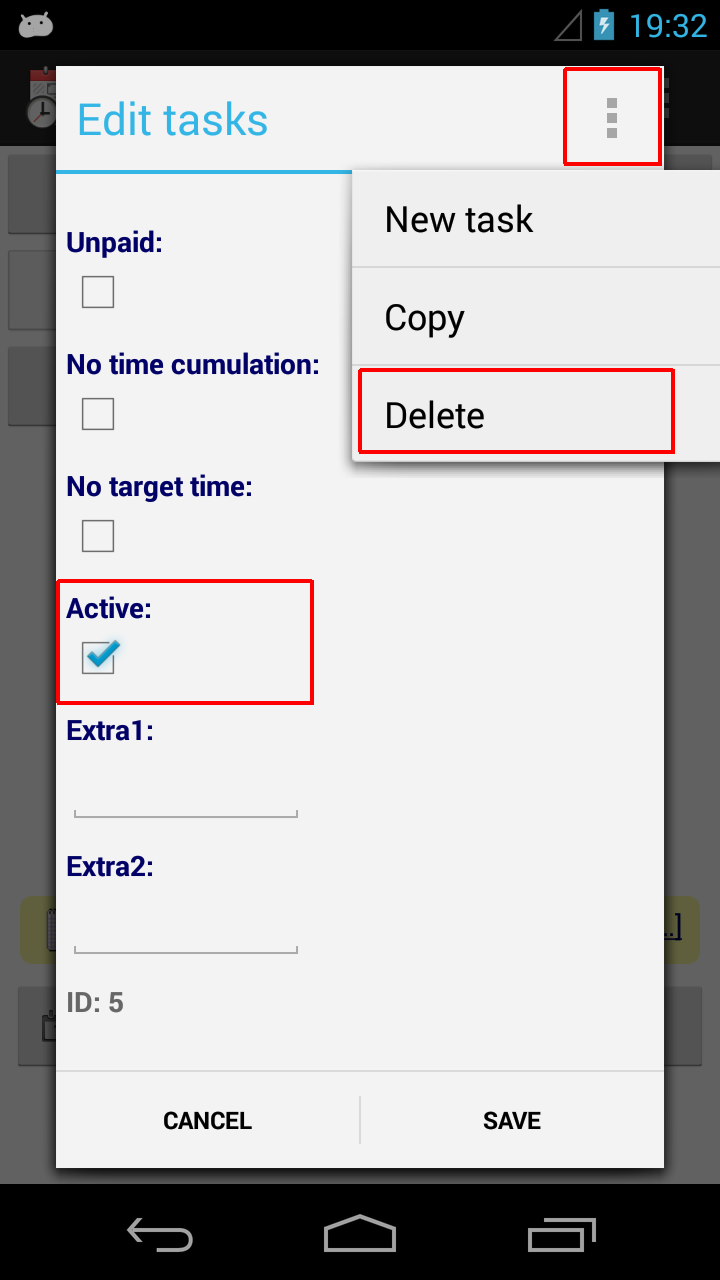 19:32
Edit tasks
New task
Unpaid:
Copy
No time cumulation:
Delete
No target time:
Active:
Extra1:
Extra2:
..]
ID: 5
CANCEL
SAVE